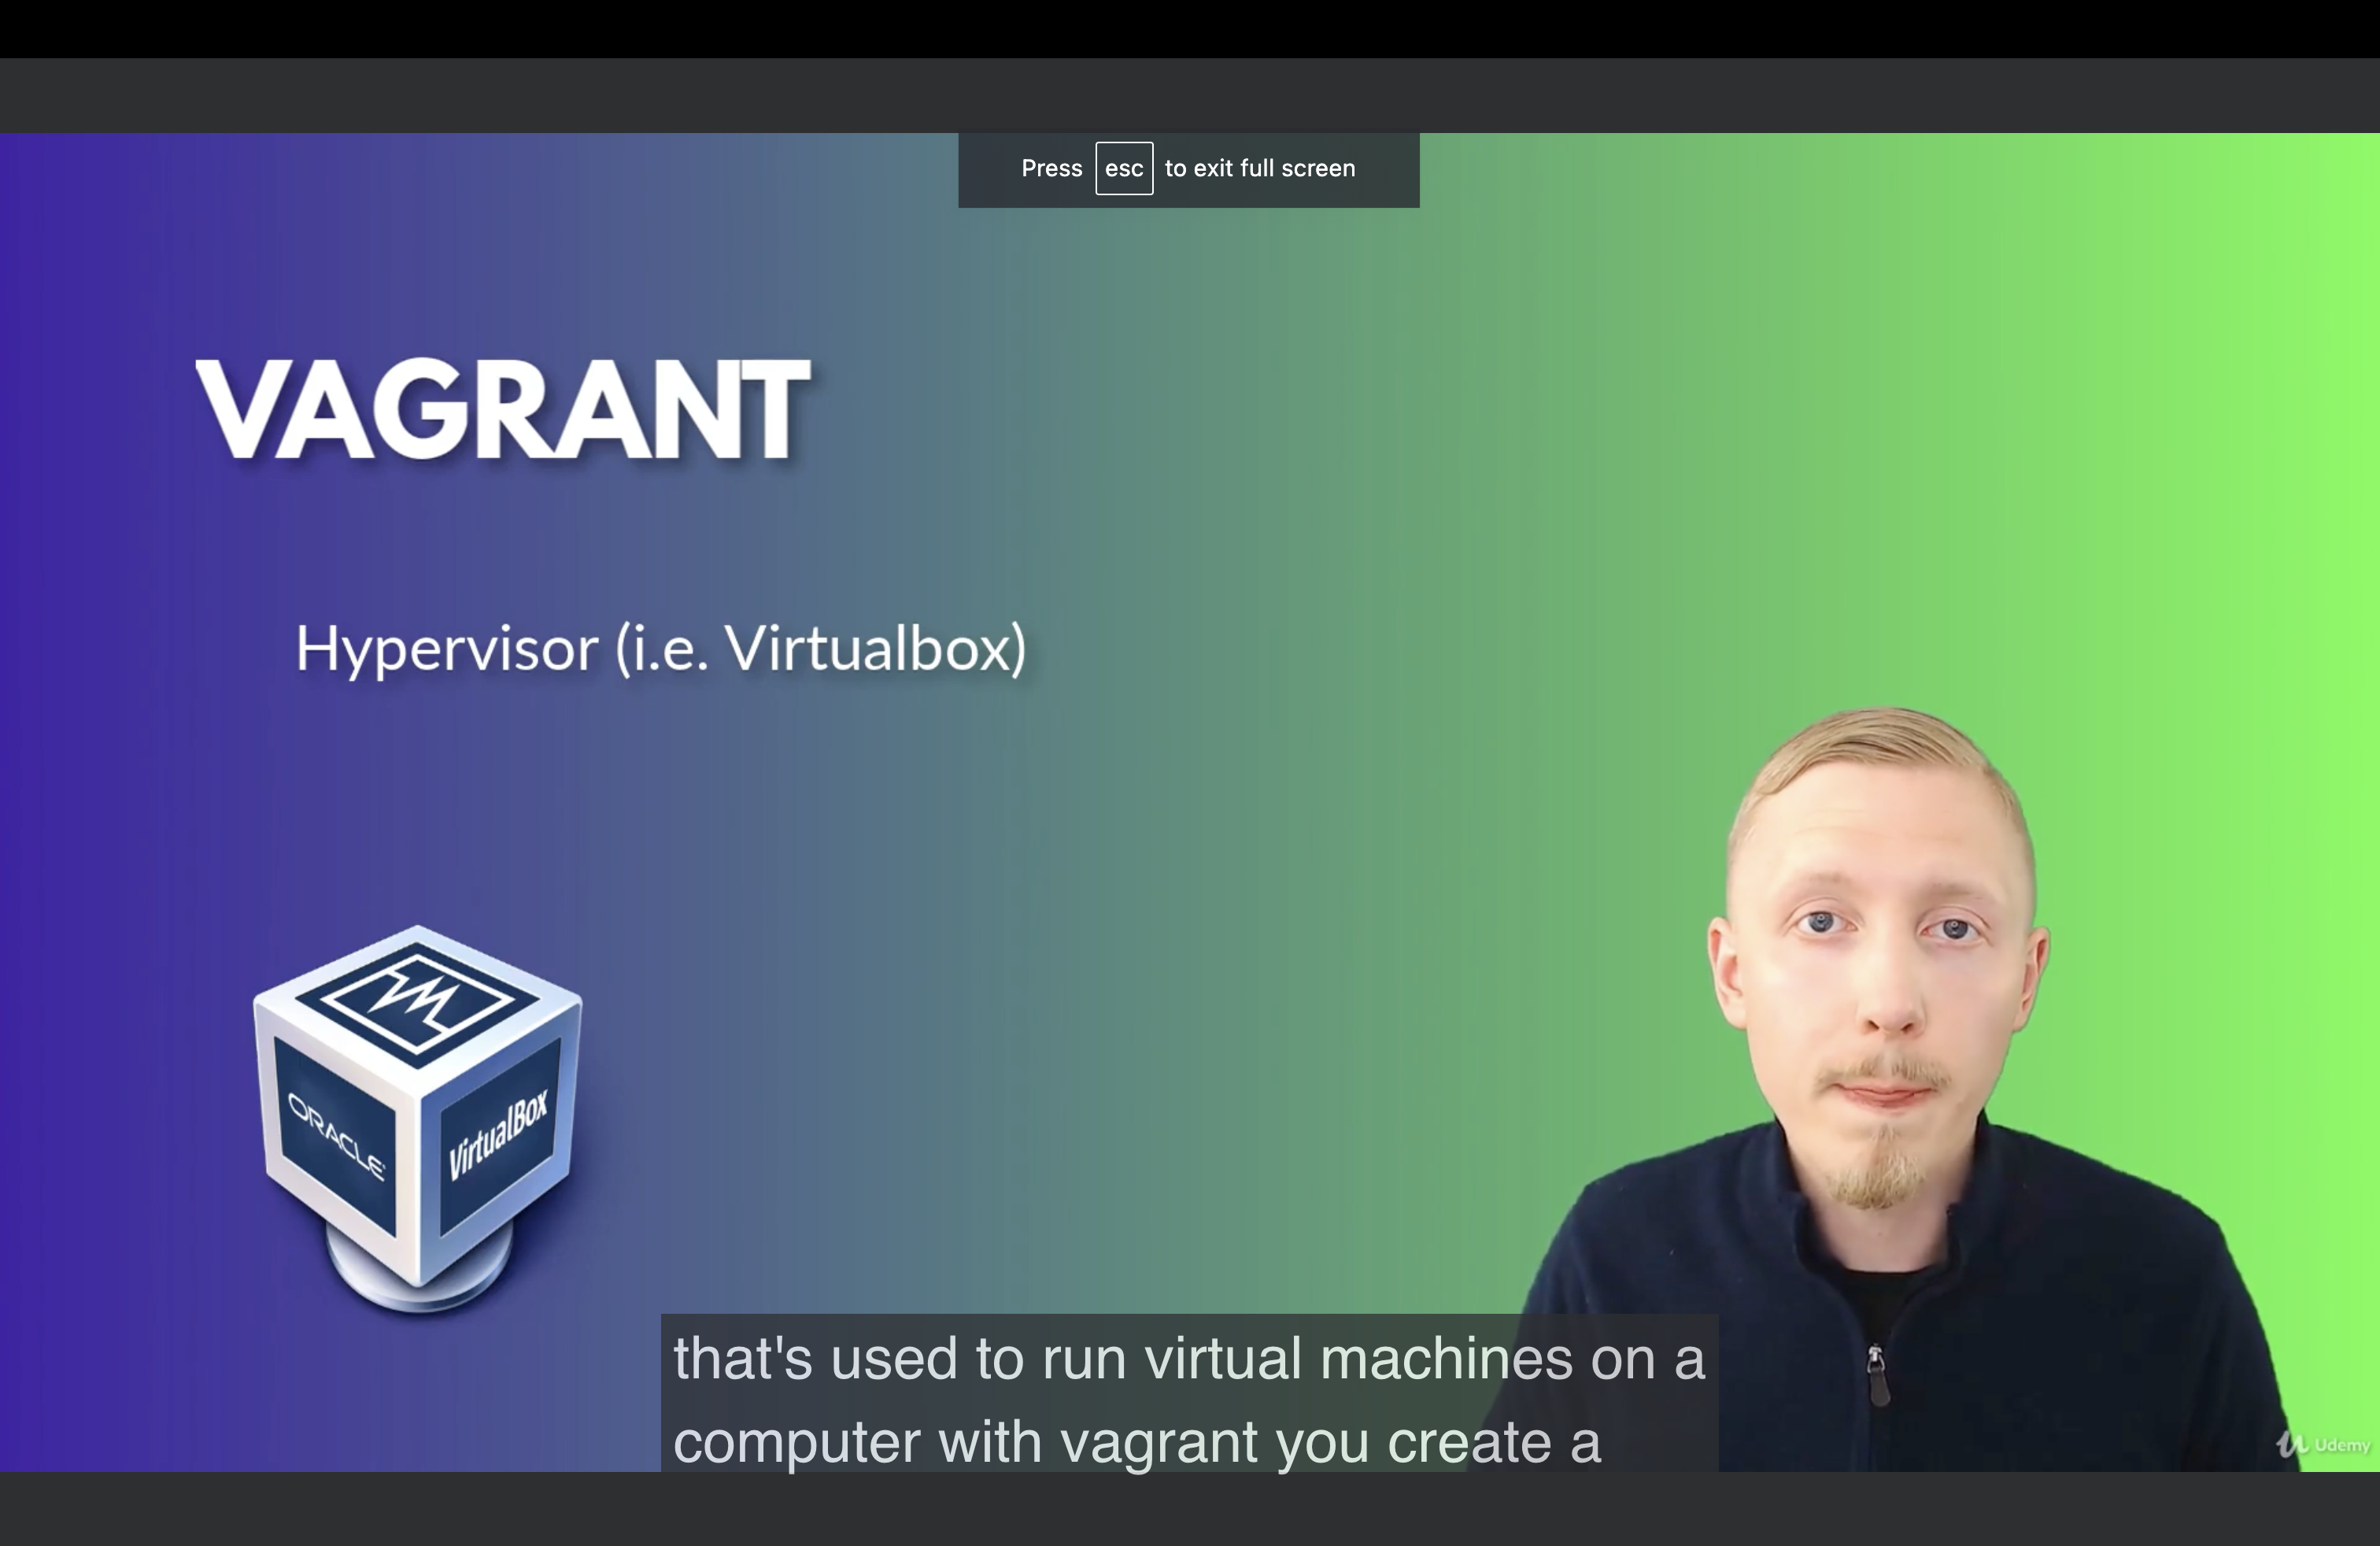 Press esc to exit full screen
VAGRANT
Hypervisor (i.e. Virtualbox)
ORACLE
VirtualBox
that's used to run virtual machines on a
computer with vagrant you create a
Udemy